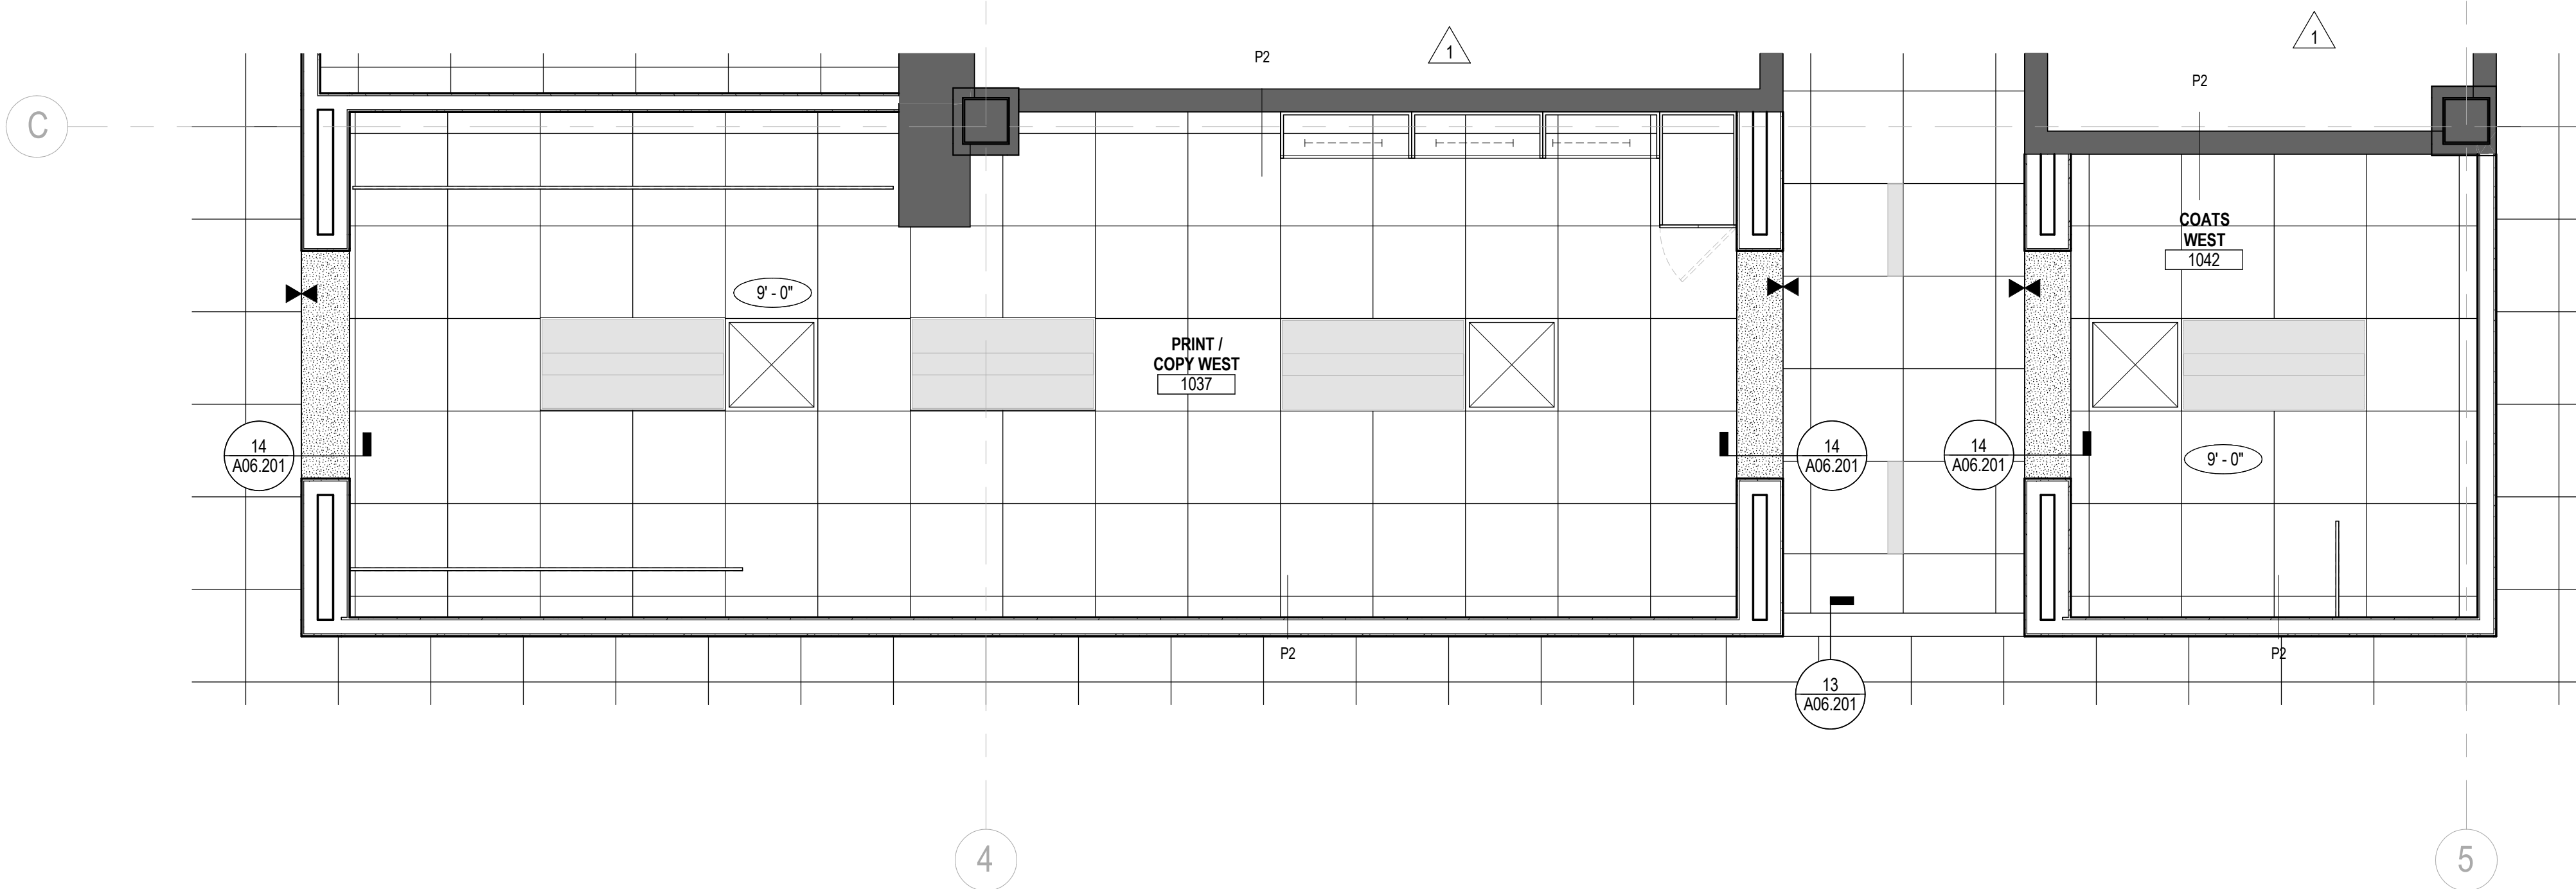 1
1
P2
P2
C
COATS
WEST
1042
9' - 0"
PRINT /
COPY WEST
1037
14
A06.201
14
A06.201
14
A06.201
9' - 0"
P2
P2
13
A06.201
4
5